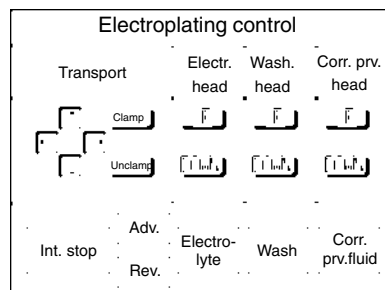 Electroplating control
Transport
Electr. head
Wash. head
Corr. prv. head
Clamp
Unclamp
Int. stop
Adv.
Rev.
Electro-
lyte
Wash
Corr.
prv.fluid